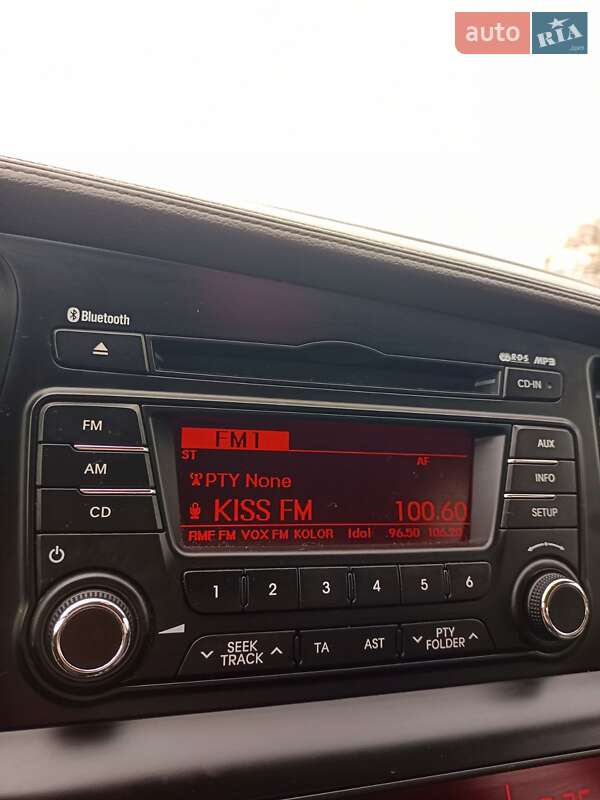 auto RIA.com
Bluetooth
R·D·S MP3
CD-IN
FM
AM
CD
FM1
ST
AF
PTY None
KISS FM 100.60
RMF FM VOX FM KOLOR Idol 96.50 106.20
AUX
INFO
SETUP
1 2 3 4 5 6
SEEK TRACK
TA AST
PTY FOLDER